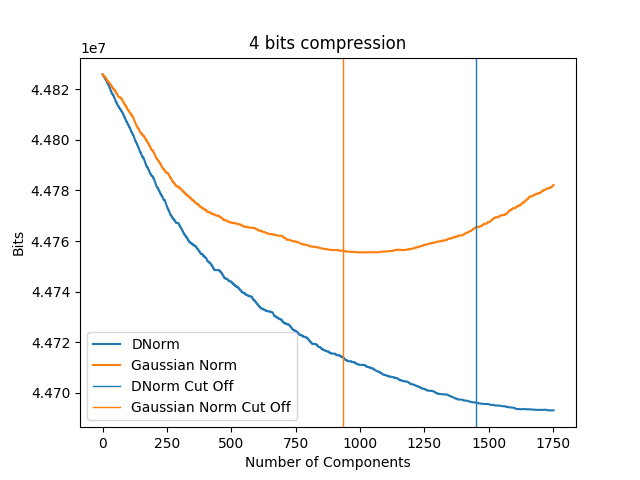 4 bits compression
1e7
4.482
4.480
4.478
4.476
4.474
4.472
4.470
Bits
DNorm
Gaussian Norm
DNorm Cut Off
Gaussian Norm Cut Off
0 250 500 750 1000 1250 1500 1750
Number of Components